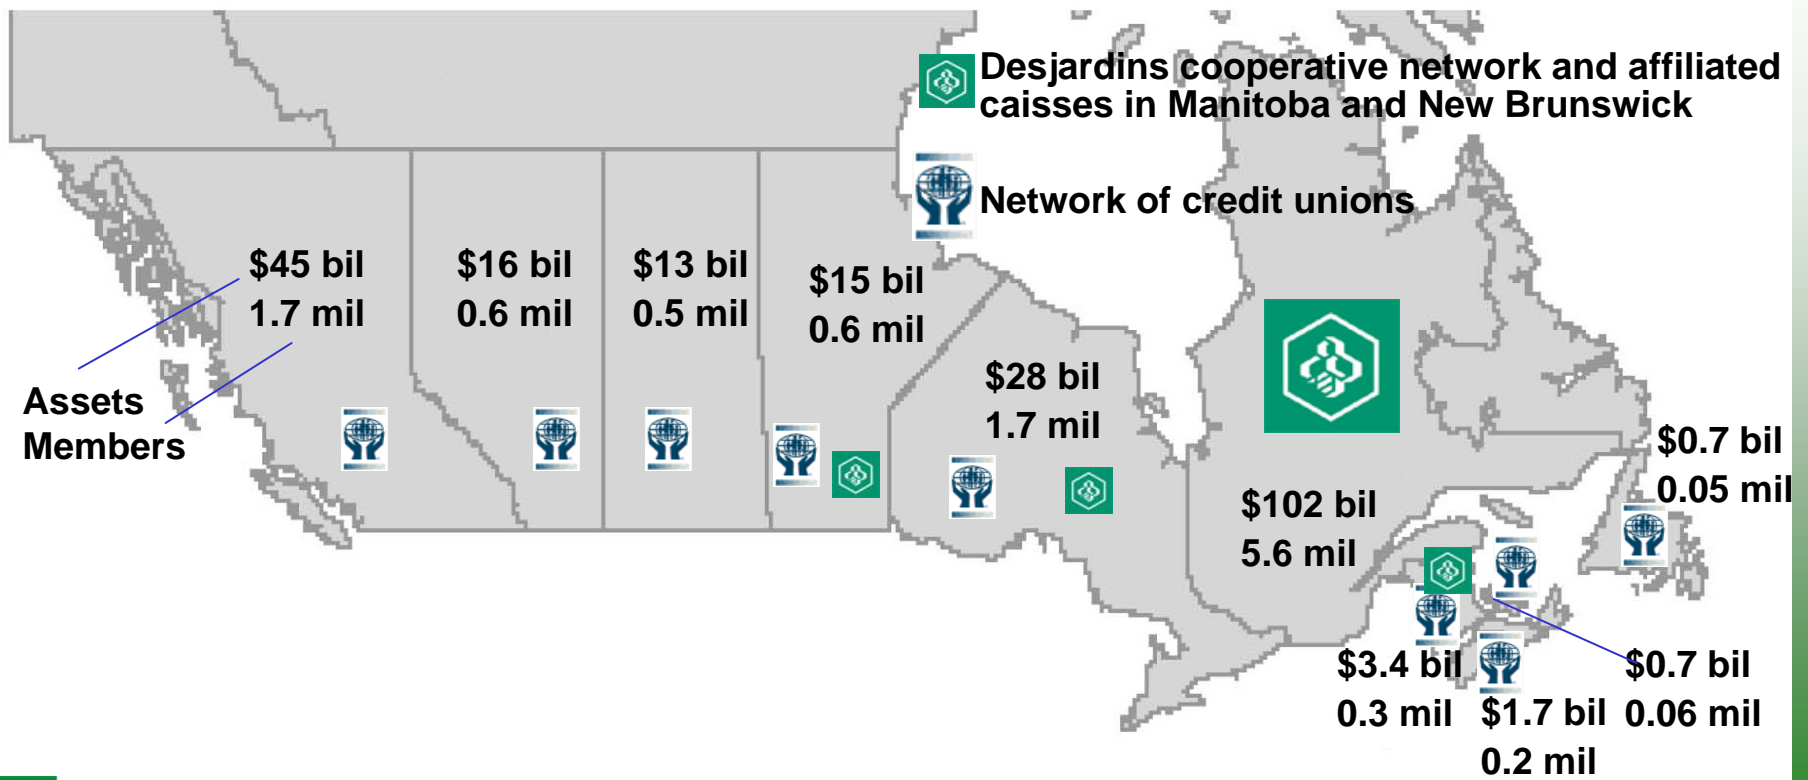 Desjardins cooperative network and affiliated
caisses in Manitoba and New Brunswick
Network of credit unions
$45 bil
1.7 mil
$16 bil
0.6 mil
$13 bil
0.5 mil
$15 bil
0.6 mil
Assets
Members
$28 bil
1.7 mil
$102 bil
5.6 mil
$0.7 bil
0.05 mil
$3.4 bil
0.3 mil
$1.7 bil
0.2 mil
$0.7 bil
0.06 mil